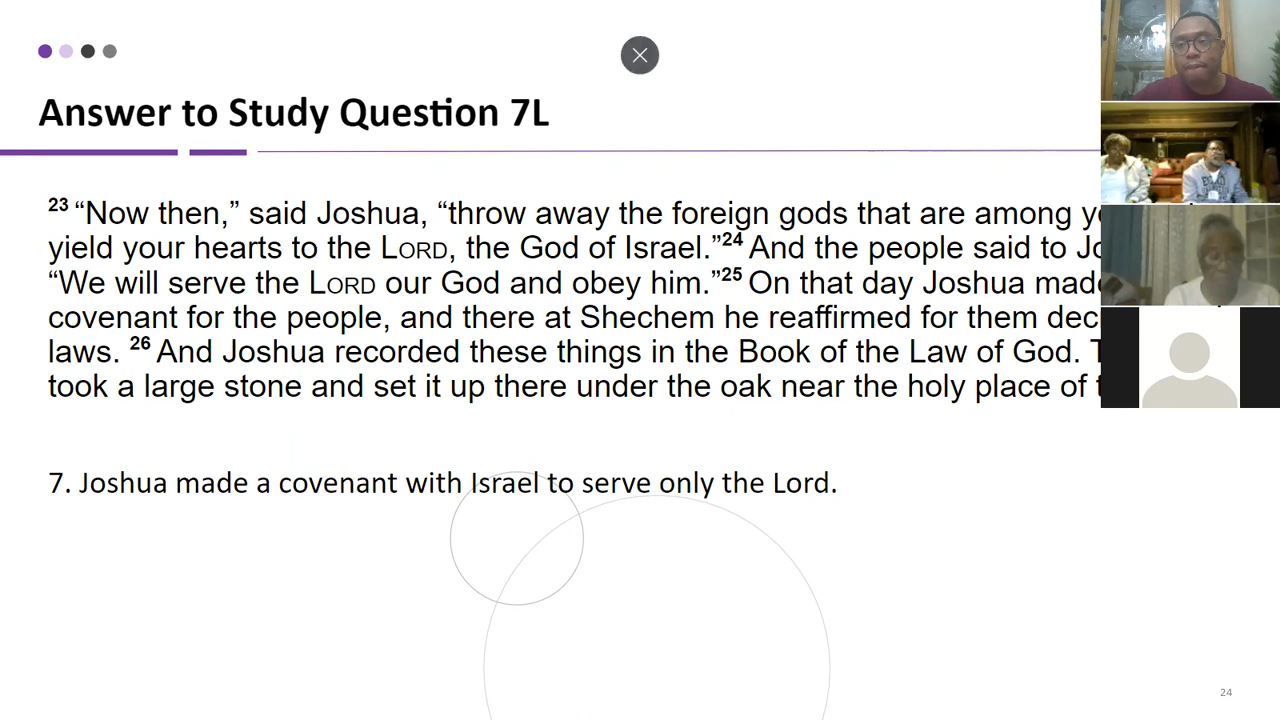 Answer to Study Question 7L
23 “Now then,” said Joshua, “throw away the foreign gods that are among
yield your hearts to the LORD, the God of Israel.”24 And the people said to
“We will serve the LORD our God and obey him.”25 On that day Joshua
covenant for the people, and there at Shechem he reaffirmed for them
laws. 26 And Joshua recorded these things in the Book of the Law of God.
took a large stone and set it up there under the oak near the holy place of
7. Joshua made a covenant with Israel to serve only the Lord.
24